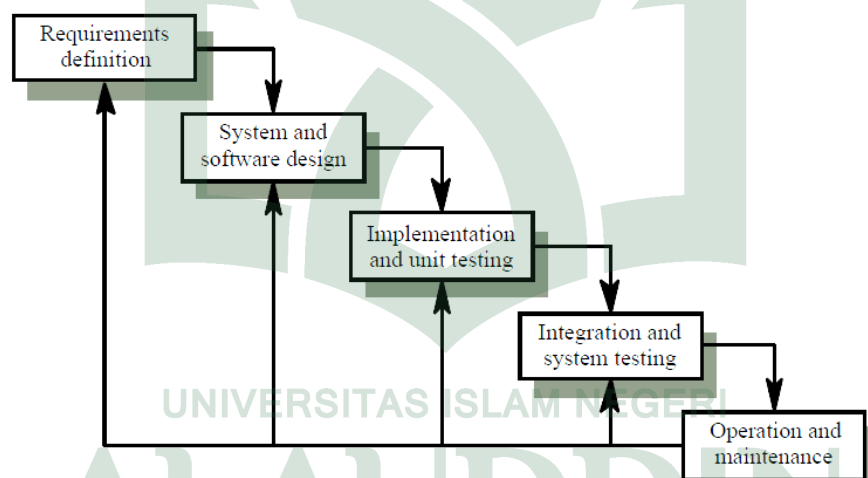 Requirements
definition
System and
software design
Implementation
and unit testing
Integration and
system testing
UNIVERSITAS ISLAM NEGERI
Operation and
maintenance
ALAUDDIN